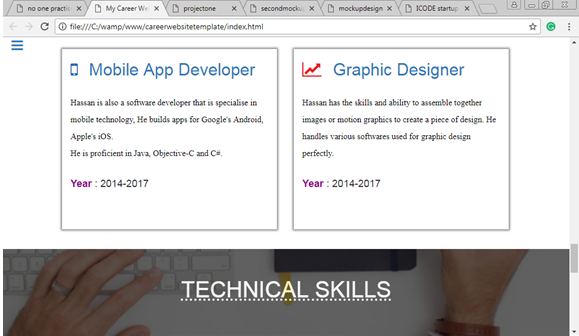 no one practise
My Career We
projectone
secondmockup
mockupdesign
ICODE startup
file:///C:/wamp/www/careerwebsitetemplate/index.html
Mobile App Developer
Hassan is also a software developer that is specialise in
mobile technology, He builds apps for Google's Android,
Apple's iOS.
He is proficient in Java, Objective-C and C#.
Year : 2014-2017
Graphic Designer
Hassan has the skills and ability to assemble together
images or motion graphics to create a piece of design. He
handles various softwares used for graphic design
perfectly.
Year : 2014-2017
TECHNICAL SKILLS